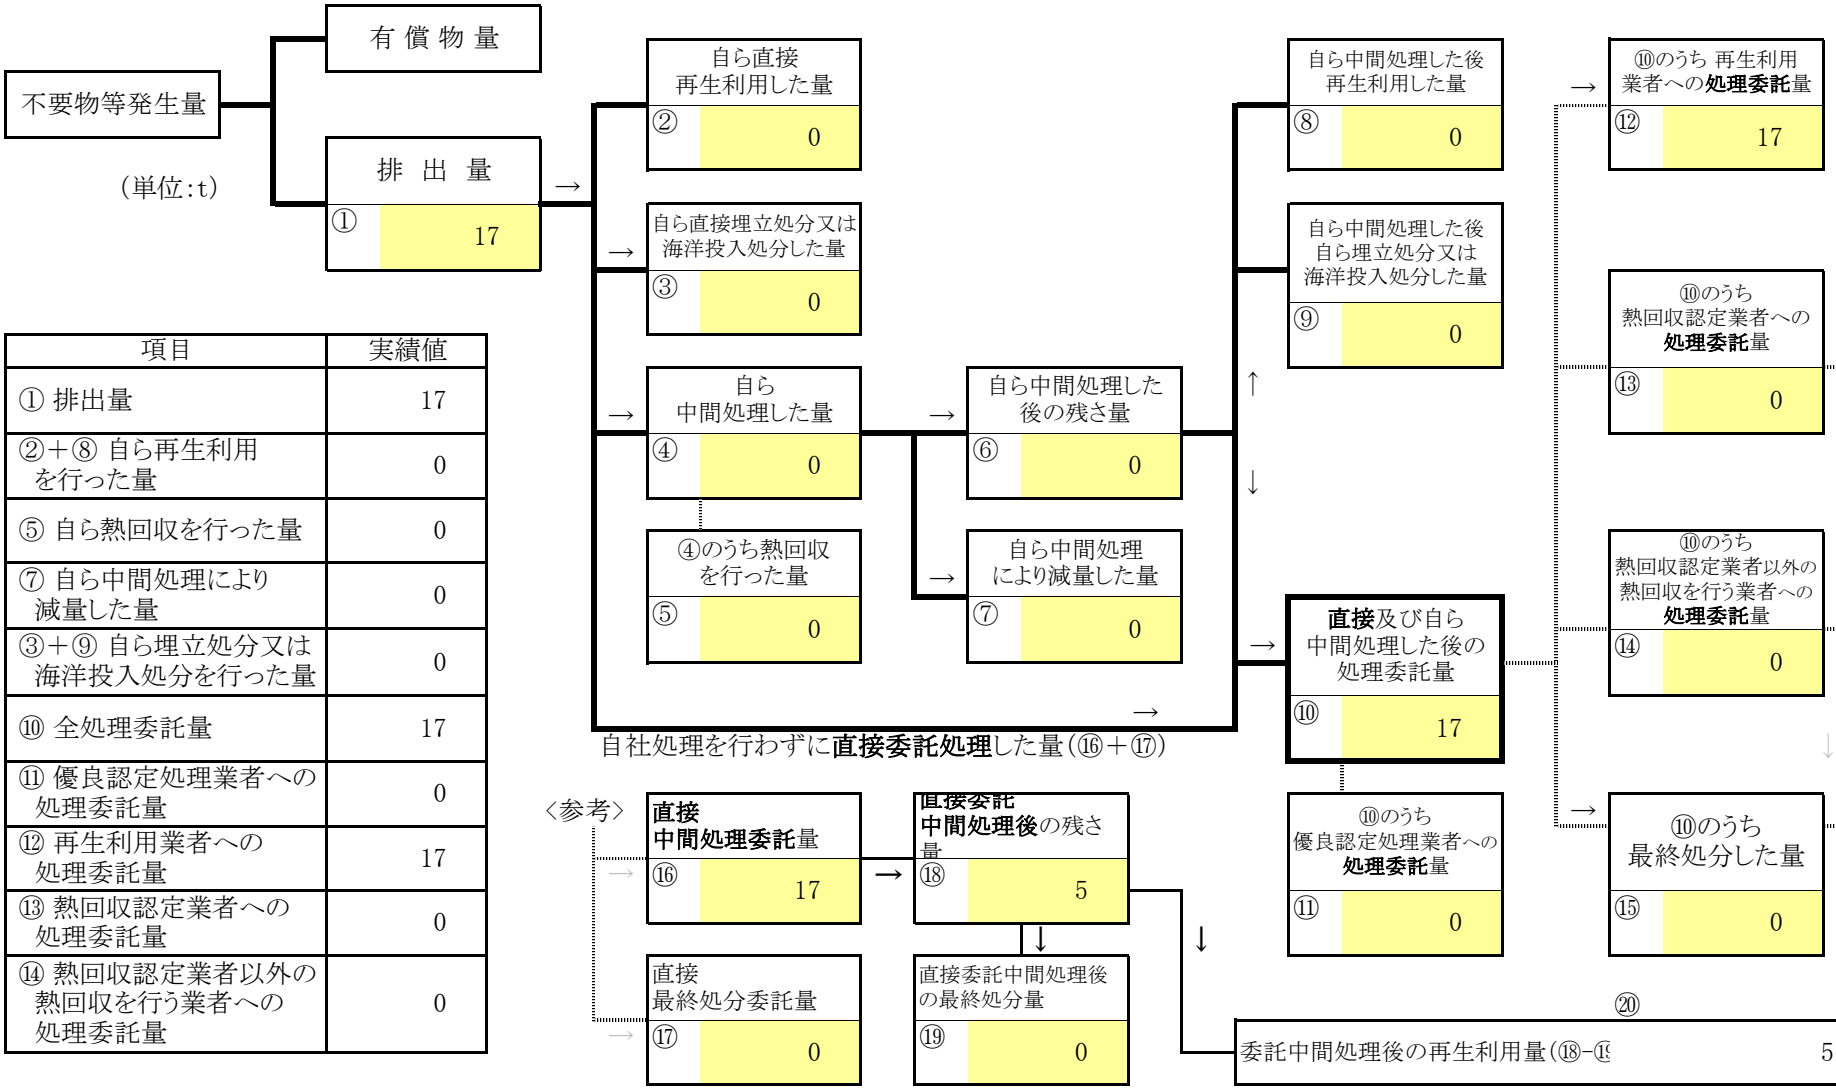 有 償 物 量
不要物等発生量
(単位:t)
排 出 量
→
①
17
自ら直接
再生利用した量
②
0
→
自ら直接埋立処分又は
海洋投入処分した量
③
0
→
自ら
中間処理した量
④
0
④のうち熱回収
を行った量
⑤
0
→
自ら中間処理した
後の残さ量
⑥
0
→
自ら中間処理
により減量した量
⑦
0
自ら中間処理した後
再生利用した量
⑧
0
自ら中間処理した後
自ら埋立処分又は
海洋投入処分した量
⑨
0
↑
↓
→
直接及び自ら
中間処理した後の
処理委託量
⑩
17
⑩のうち
優良認定処理業者への
処理委託量
⑪
0
→
⑩のうち 再生利用
業者への処理委託量
⑫
17
⑩のうち
熱回収認定業者への
処理委託量
⑬
0
⑩のうち
熱回収認定業者以外の
熱回収を行う業者への
処理委託量
⑭
0
↓
→
⑩のうち
最終処分した量
⑮
0
→
自社処理を行わずに直接委託処理した量(⑯+⑰)
項目 実績値
① 排出量 17
②+⑧ 自ら再生利用
を行った量 0
⑤ 自ら熱回収を行った量 0
⑦ 自ら中間処理により
減量した量 0
③+⑨ 自ら埋立処分又は
海洋投入処分を行った量 0
⑩ 全処理委託量 17
⑪ 優良認定処理業者への
処理委託量 0
⑫ 再生利用業者への
処理委託量 17
⑬ 熱回収認定業者への
処理委託量 0
⑭ 熱回収認定業者以外の
熱回収を行う業者への
処理委託量 0
<参考>
→
直接
中間処理委託量
⑯
17
→
直接委託
中間処理後の残さ
量
⑱
5
↓
↓
→
直接
最終処分委託量
⑰
0
直接委託中間処理後
の最終処分量
⑲
0
⑳
委託中間処理後の再生利用量(⑱-⑲
5